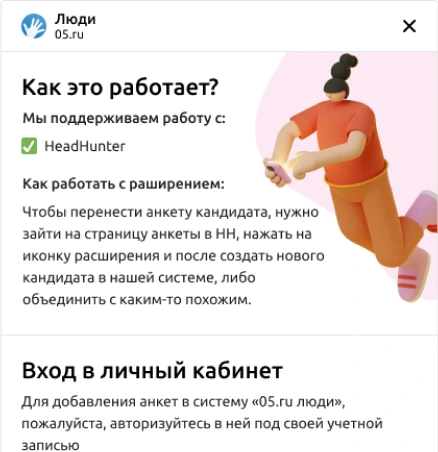 Люди
05.ru
Как это работает?
Мы поддерживаем работу с:
HeadHunter
Как работать с раширением:
Чтобы перенести анкету кандидата, нужно
зайти на страницу анкеты в HH, нажать на
иконку расширения и после создать нового
кандидата в нашей системе, либо
объединить с каким-то похожим.
Вход в личный кабинет
Для добавления анкет в систему «05.ru люди»,
пожалуйста, авторизуйтесь в ней под своей учетной
записью